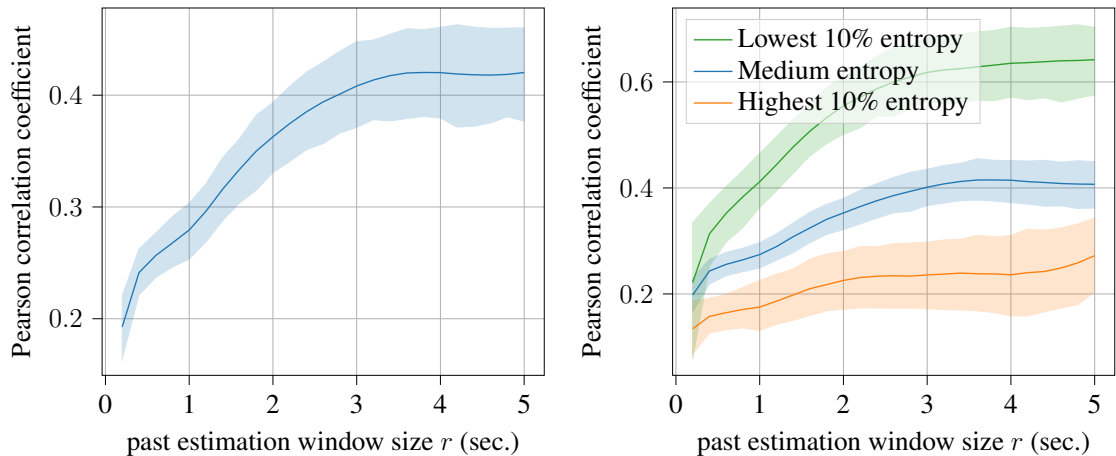 Pearson correlation coefficient
0.4
0.3
0.2
0 1 2 3 4 5
past estimation window size r (sec.)
Pearson correlation coefficient
0.6
0.4
0.2
Lowest 10% entropy
Medium entropy
Highest 10% entropy
0 1 2 3 4 5
past estimation window size r (sec.)